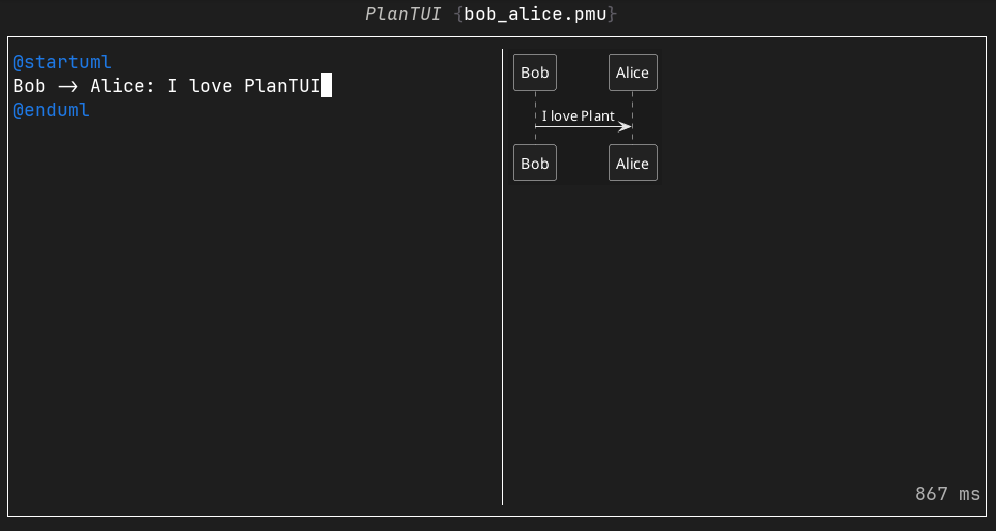 PlanTUI {bob_alice.pmu}
@startuml
Bob -> Alice: I love PlanTUI
@enduml
Bob Alice
I love Plant
Bob Alice
867 ms